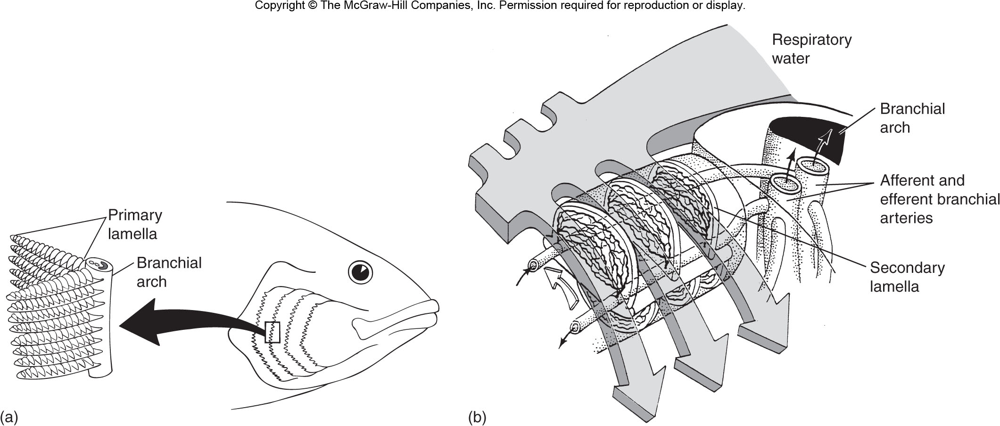 Copyright © The McGraw-Hill Companies, Inc. Permission required for reproduction or display.
Primary
lamella
Branchial
arch
(a)
Respiratory
water
Branchial
arch
Afferent and
efferent branchial
arteries
Secondary
lamella
(b)